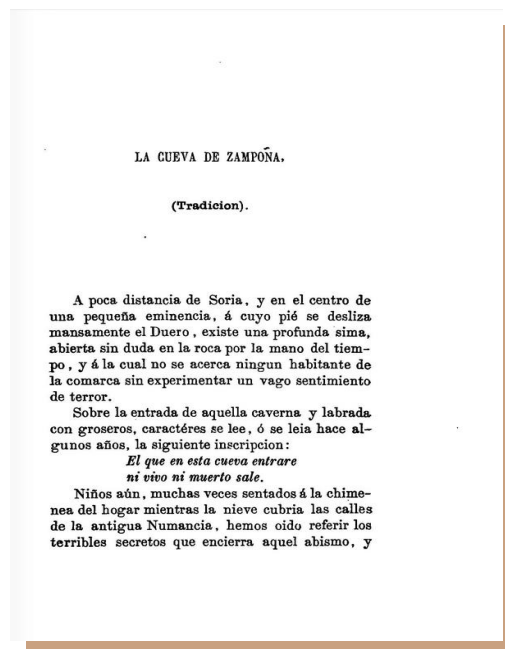 LA CUEVA DE ZAMPOÑA.
(Tradicion).
A poca distancia de Soria, y en el centro de
una pequeña eminencia, á cuyo pié se desliza
mansamente el Duero, existe una profunda sima,
abierta sin duda en la roca por la mano del tiem-
po, y á la cual no se acerca ningun habitante de
la comarca sin experimentar un vago sentimiento
de terror.
Sobre la entrada de aquella caverna y labrada
con groseros, caractéres se lee, ó se leia hace al-
gunos años, la siguiente inscripcion:
El que en esta cueva entrare
ni vivo ni muerto sale.
Niños aún, muchas veces sentados á la chime-
nea del hogar mientras la nieve cubria las calles
de la antigua Numancia, hemos oido referir los
terribles secretos que encierra aquel abismo, y